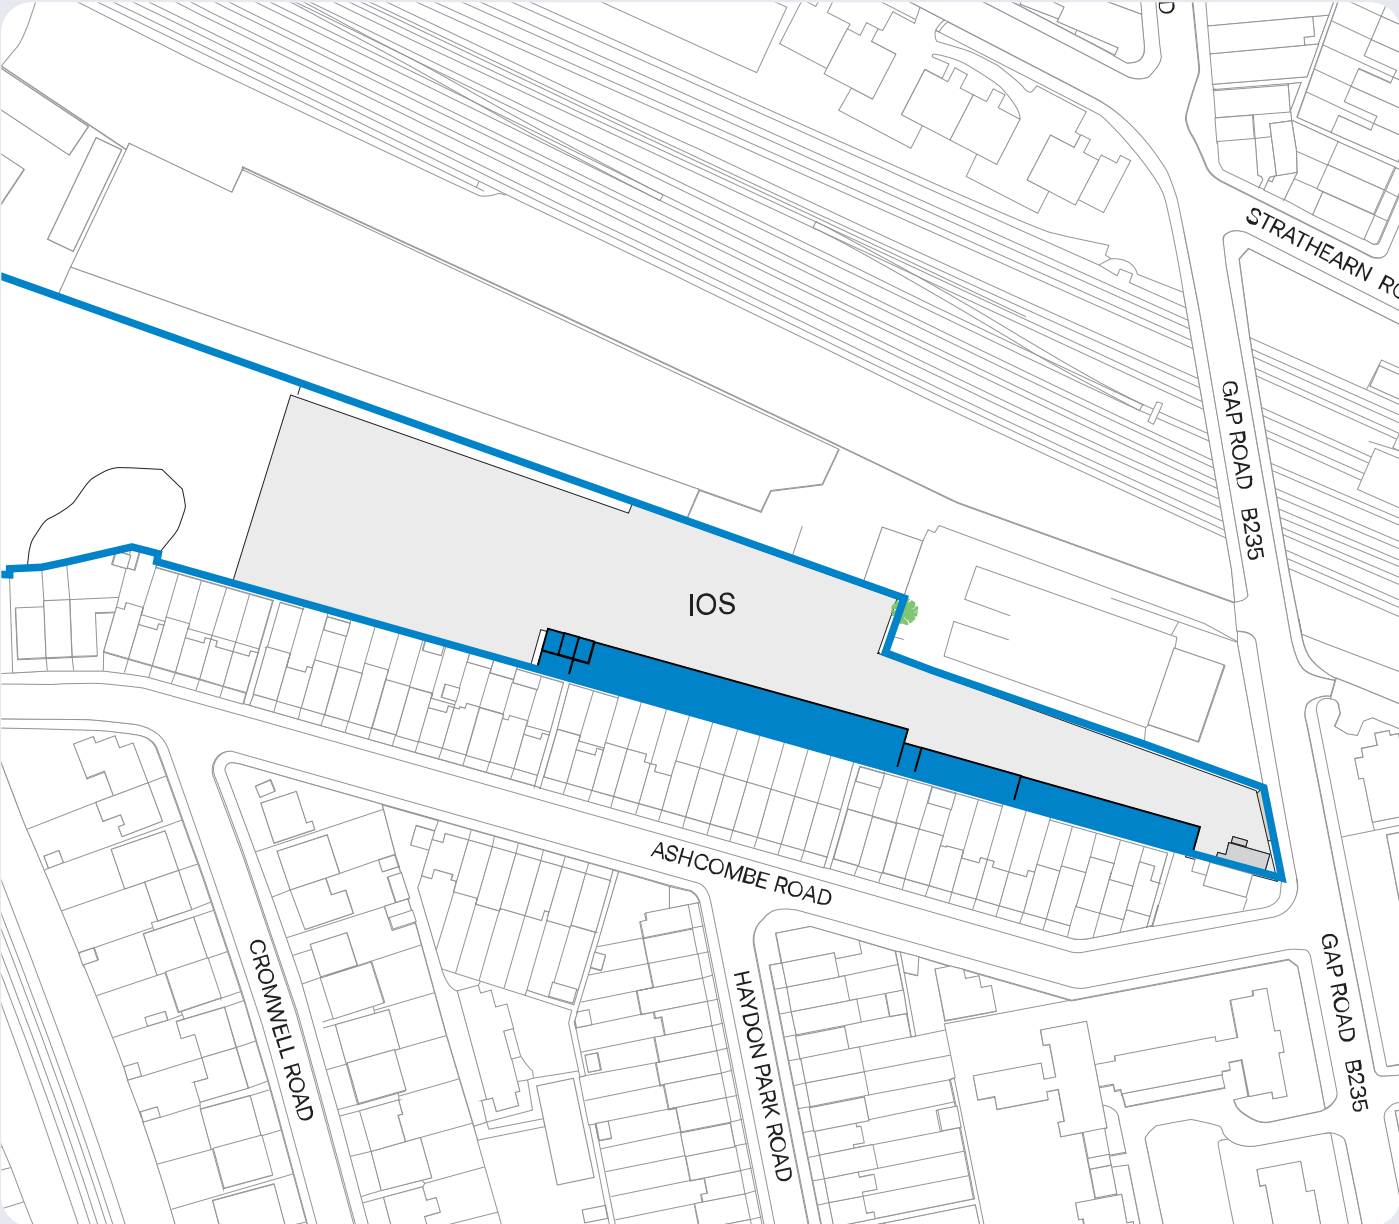 D
STRATHEARN RO
GAP ROAD B235
IOS
ASHCOMBE ROAD
CROMWELL ROAD
HAYDON PARK ROAD
GAP ROAD B235